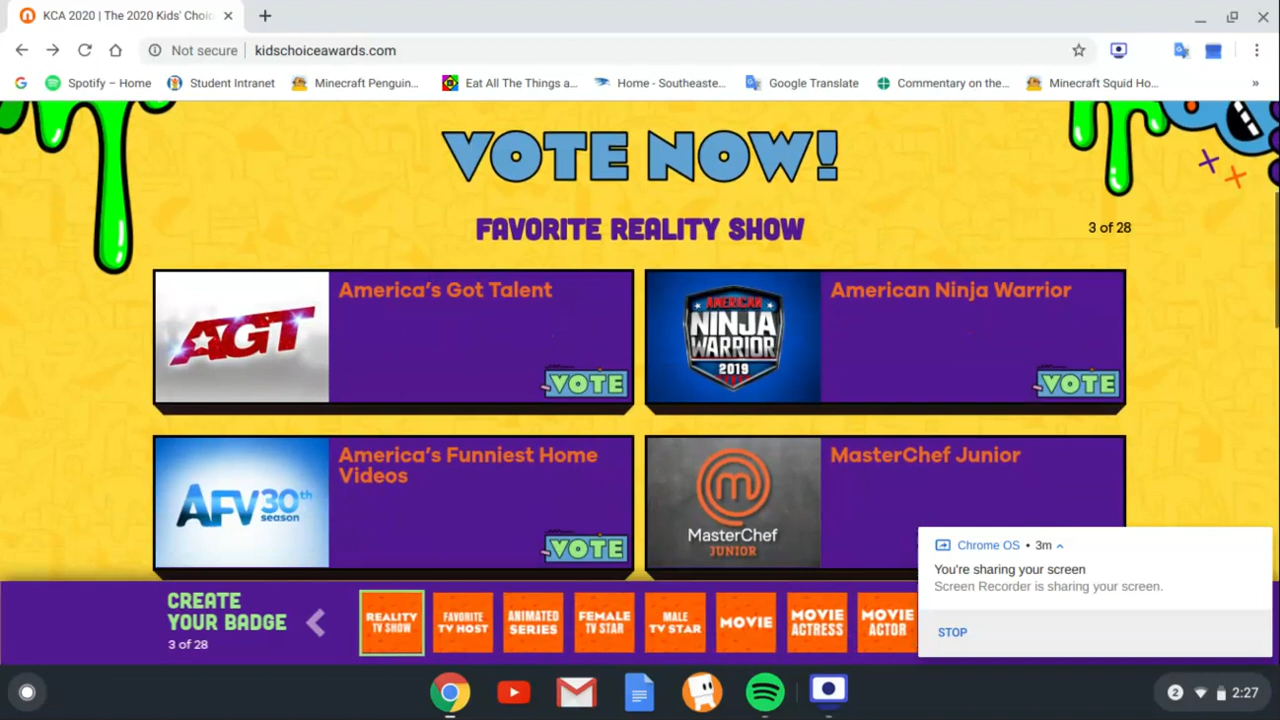 KCA 2020 | The 2020 Kids' Choic
Not secure
kidschoiceawards.com
Spotify – Home
Student Intranet
Minecraft Penguin...
Eat All The Things a...
Home - Southeaste...
Google Translate
Commentary on the...
Minecraft Squid Ho...
»
VOTE NOW!
FAVORITE REALITY SHOW
3 of 28
AGT
America's Got Talent
VOTE
AMERICAN
NINJA
WARRIOR
2019
American Ninja Warrior
VOTE
AFV 30th
season
America's Funniest Home
Videos
VOTE
MasterChef
JUNIOR
MasterChef Junior
Chrome OS • 3m
You're sharing your screen
Screen Recorder is sharing your screen.
STOP
CREATE
YOUR BADGE
3 of 28
REALITY
TV SHOW
FAVORITE
TV HOST
ANIMATED
SERIES
FEMALE
TV STAR
MALE
TV STAR
MOVIE
MOVIE
ACTRESS
MOVIE
ACTOR
2
2:27